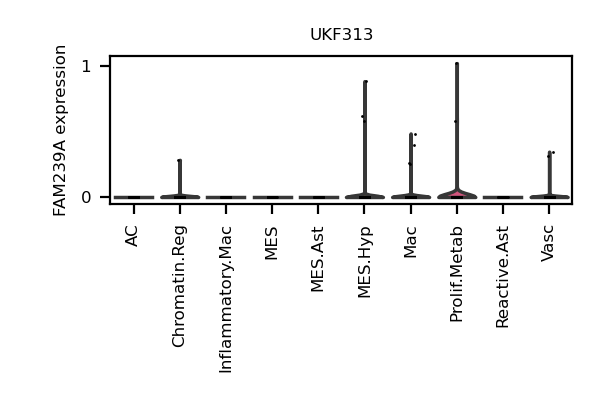 UKF313
FAM239A expression
1
0
AC
Chromatin.Reg
Inflammatory.Mac
MES
MES.Ast
MES.Hyp
Mac
Prolif.Metab
Reactive.Ast
Vasc